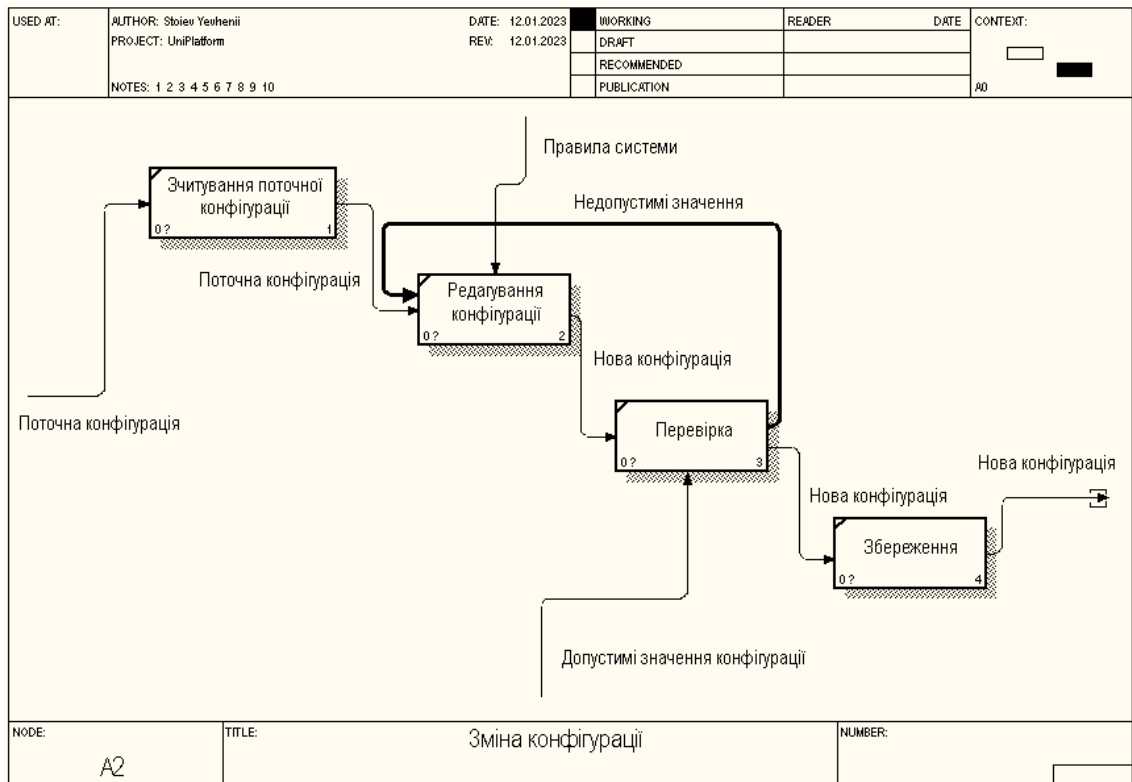 USED AT:
AUTHOR: Stoiev Yevhenii
DATE: 12.01.2023
WORKING
READER
DATE
CONTEXT:
PROJECT: UniPlatform
REV: 12.01.2023
DRAFT
RECOMMENDED
NOTES: 1 2 3 4 5 6 7 8 9 10
PUBLICATION
A0
Правила системи
Зчитування поточної
конфігурації
0 ?
1
Недопустимі значення
Поточна конфігурація
Редагування
конфігурації
0 ?
2
Нова конфігурація
Поточна конфігурація
Перевірка
0 ?
3
Нова конфігурація
Нова конфігурація
Збереження
0 ?
4
Допустимі значення конфігурації
NODE:
A2
TITLE:
Зміна конфігурації
NUMBER: